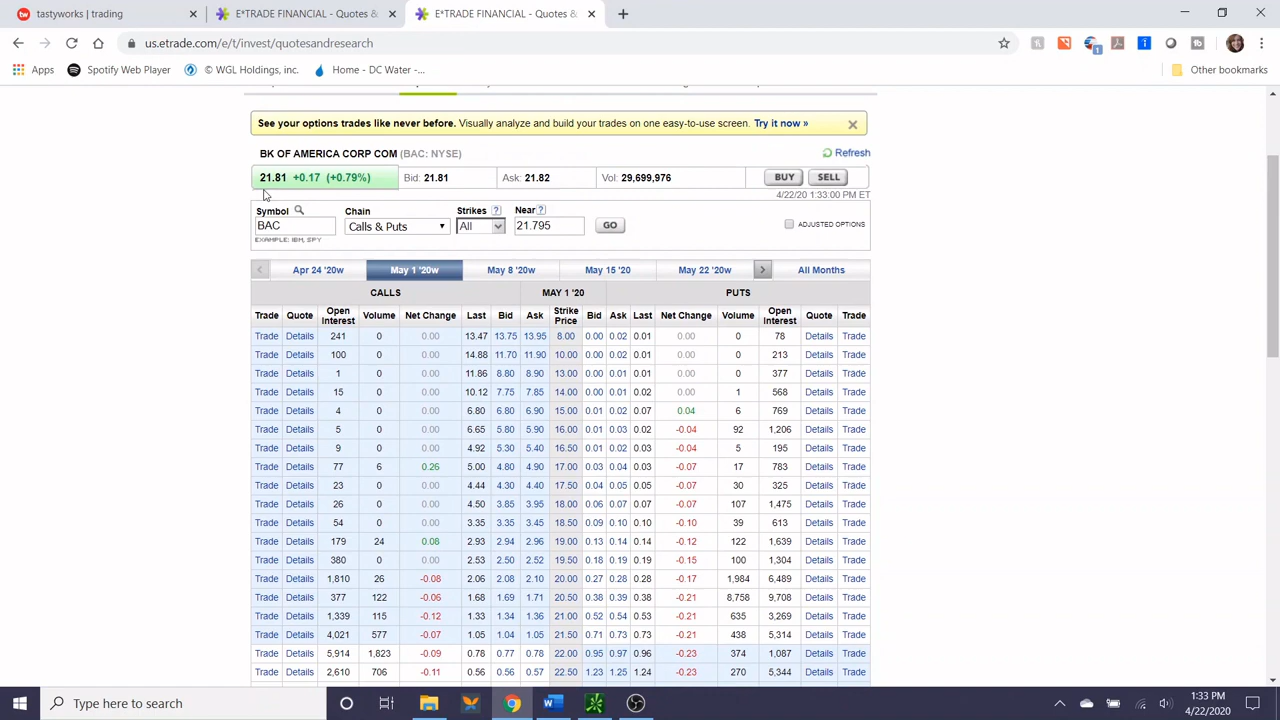 tastyworks | trading
E*TRADE FINANCIAL - Quotes &
E*TRADE FINANCIAL - Quotes &
us.etrade.com/e/t/invest/quotesandresearch
Apps Spotify Web Player © WGL Holdings, inc. Home - DC Water -... Other bookmarks
See your options trades like never before. Visually analyze and build your trades on one easy-to-use screen. Try it now »
BK OF AMERICA CORP COM (BAC: NYSE) Refresh
21.81 +0.17 (+0.79%) Bid: 21.81 Ask: 21.82 Vol: 29,699,976 BUY SELL
4/22/20 1:33:00 PM ET
Symbol Chain Strikes ? Near ?
BAC Calls & Puts All 21.795 GO ADJUSTED OPTIONS
EXAMPLE: IBM, SPY
Apr 24 '20w May 1 '20w May 8 '20w May 15 '20 May 22 '20w All Months
CALLS MAY 1 '20 PUTS
Trade Quote Open Interest Volume Net Change Last Bid Ask Strike Price Bid Ask Last Net Change Volume Open Interest Quote Trade
Trade Details 241 0 0.00 13.47 13.75 13.95 8.00 0.00 0.02 0.01 0.00 0 78 Details Trade
Trade Details 100 0 0.00 14.88 11.70 11.90 10.00 0.00 0.02 0.01 0.00 0 213 Details Trade
Trade Details 1 0 0.00 11.86 8.80 8.90 13.00 0.00 0.01 0.01 0.00 0 377 Details Trade
Trade Details 15 0 0.00 10.12 7.75 7.85 14.00 0.00 0.01 0.02 0.00 1 568 Details Trade
Trade Details 4 0 0.00 6.80 6.80 6.90 15.00 0.01 0.02 0.07 0.04 6 769 Details Trade
Trade Details 5 0 0.00 6.65 5.80 5.90 16.00 0.01 0.03 0.02 -0.04 92 1,206 Details Trade
Trade Details 9 0 0.00 4.92 5.30 5.40 16.50 0.01 0.02 0.03 -0.04 5 195 Details Trade
Trade Details 77 6 0.26 5.00 4.80 4.90 17.00 0.03 0.04 0.03 -0.07 17 783 Details Trade
Trade Details 23 0 0.00 4.44 4.30 4.40 17.50 0.04 0.05 0.05 -0.07 30 325 Details Trade
Trade Details 26 0 0.00 4.50 3.85 3.95 18.00 0.06 0.07 0.07 -0.07 107 1,475 Details Trade
Trade Details 54 0 0.00 3.35 3.35 3.45 18.50 0.09 0.10 0.10 -0.10 39 613 Details Trade
Trade Details 179 24 0.08 2.93 2.94 2.96 19.00 0.13 0.14 0.14 -0.12 122 1,639 Details Trade
Trade Details 380 0 0.00 2.53 2.50 2.52 19.50 0.18 0.19 0.19 -0.15 100 1,304 Details Trade
Trade Details 1,810 26 -0.08 2.06 2.08 2.10 20.00 0.27 0.28 0.28 -0.17 1,984 6,489 Details Trade
Trade Details 377 122 -0.06 1.68 1.69 1.71 20.50 0.38 0.39 0.38 -0.21 8,758 9,708 Details Trade
Trade Details 1,339 115 -0.12 1.33 1.34 1.36 21.00 0.52 0.54 0.53 -0.21 635 3,269 Details Trade
Trade Details 4,021 577 -0.07 1.05 1.04 1.05 21.50 0.71 0.73 0.73 -0.21 438 5,314 Details Trade
Trade Details 5,914 1,823 -0.09 0.78 0.77 0.78 22.00 0.95 0.97 0.96 -0.23 374 1,087 Details Trade
Trade Details 2,610 706 -0.11 0.56 0.56 0.57 22.50 1.23 1.25 1.24 -0.23 270 5,344 Details Trade
Type here to search
1:33 PM
4/22/2020